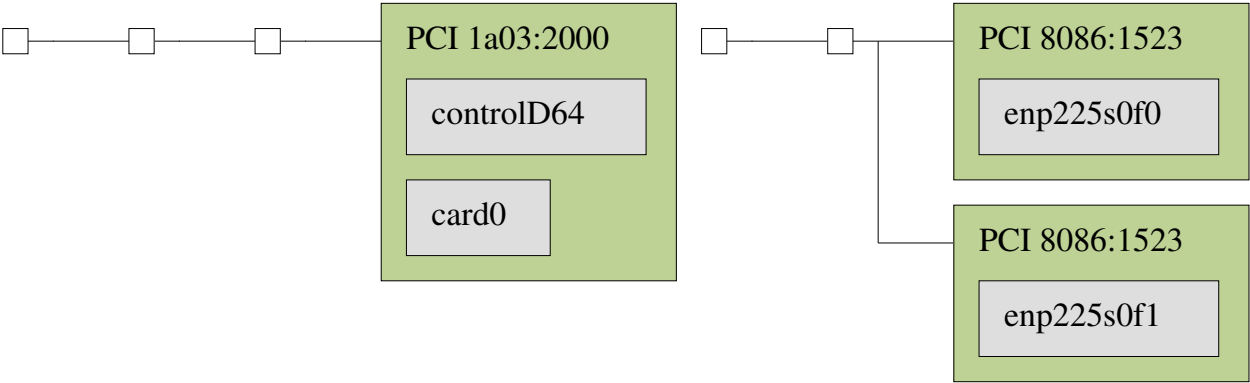 PCI 1a03:2000
controlD64
card0
PCI 8086:1523
enp225s0f0
PCI 8086:1523
enp225s0f1